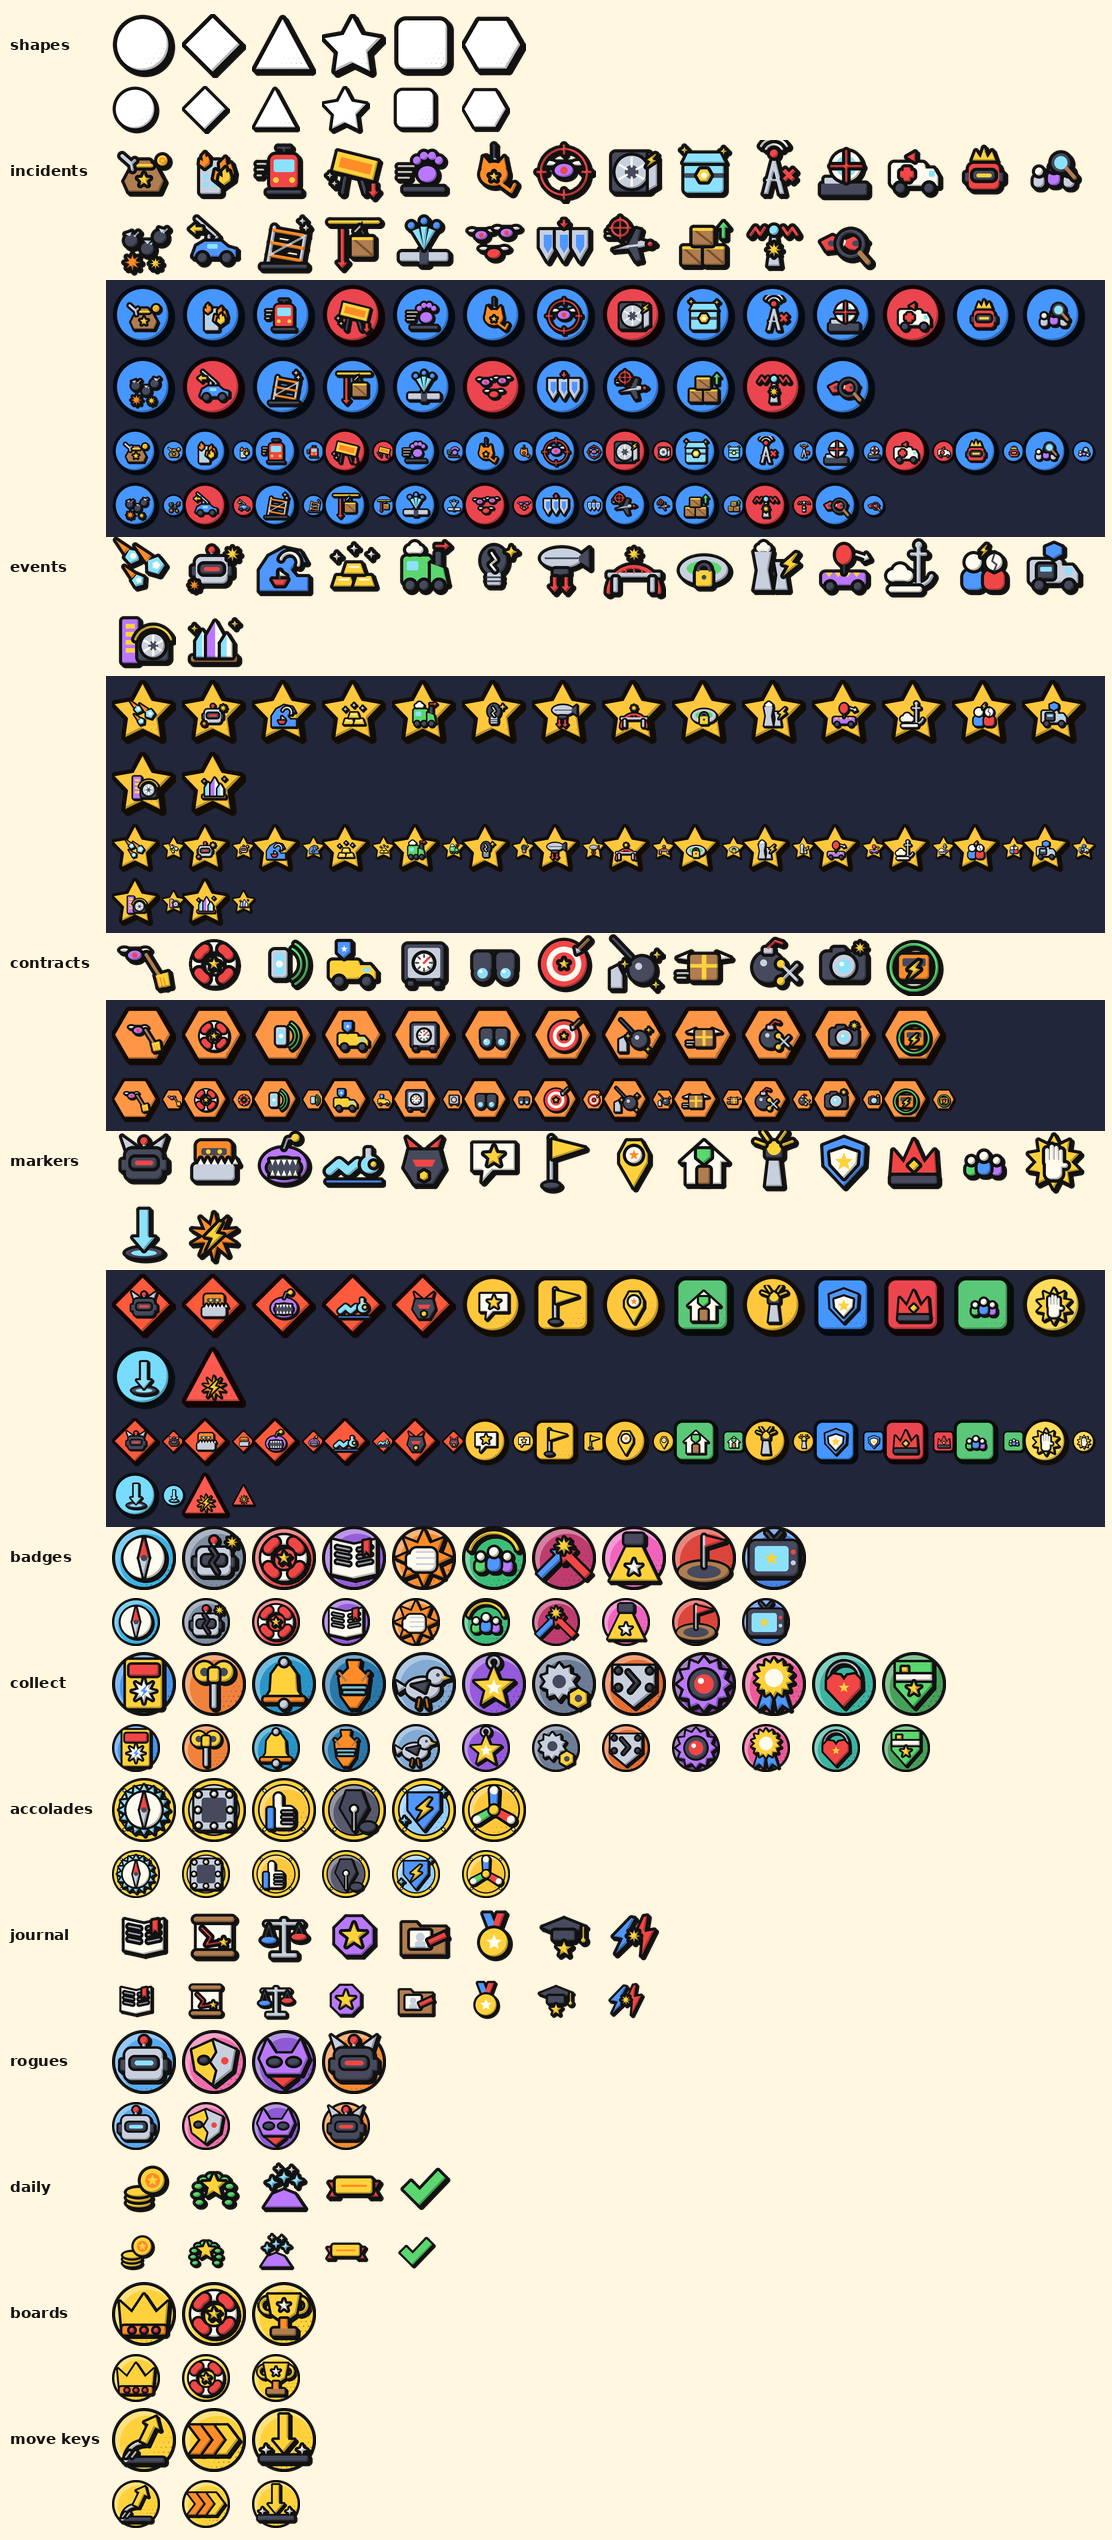 shapes
incidents
events
contracts
markers
badges
collect
accolades
journal
rogues
daily
boards
move keys